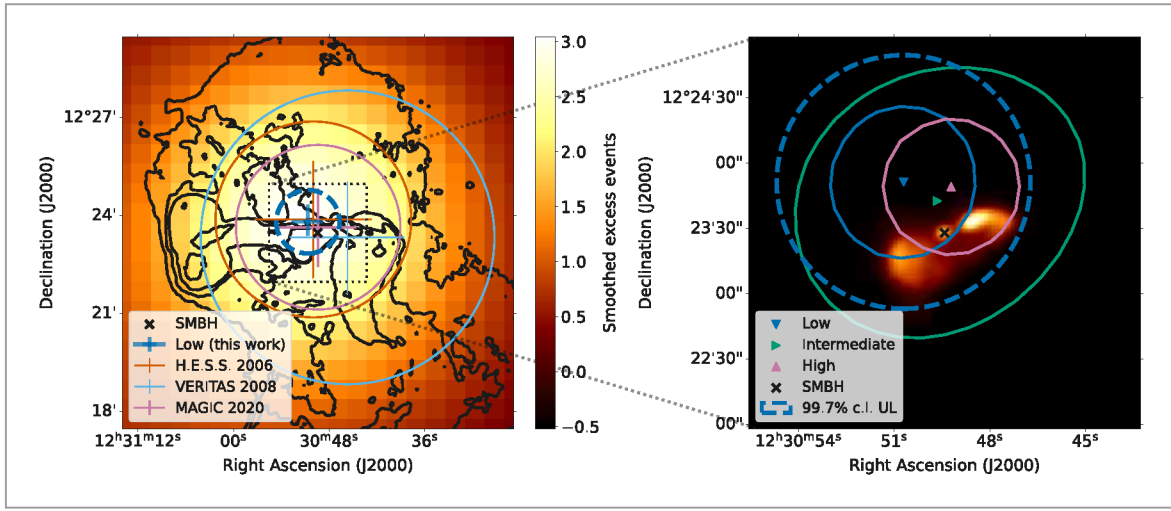 12°27'
24'
21'
18'
Declination (J2000)
12ʰ31ᵐ12ˢ
00ˢ
30ᵐ48ˢ
36ˢ
Right Ascension (J2000)
SMBH
Low (this work)
H.E.S.S. 2006
VERITAS 2008
MAGIC 2020
3.0
2.5
2.0
1.5
1.0
0.5
0.0
−0.5
Smoothed excess events
12°24'30"
00"
23'30"
00"
22'30"
00"
Declination (J2000)
12ʰ30ᵐ54ˢ
51ˢ
48ˢ
45ˢ
Right Ascension (J2000)
Low
Intermediate
High
SMBH
99.7% c.l. UL